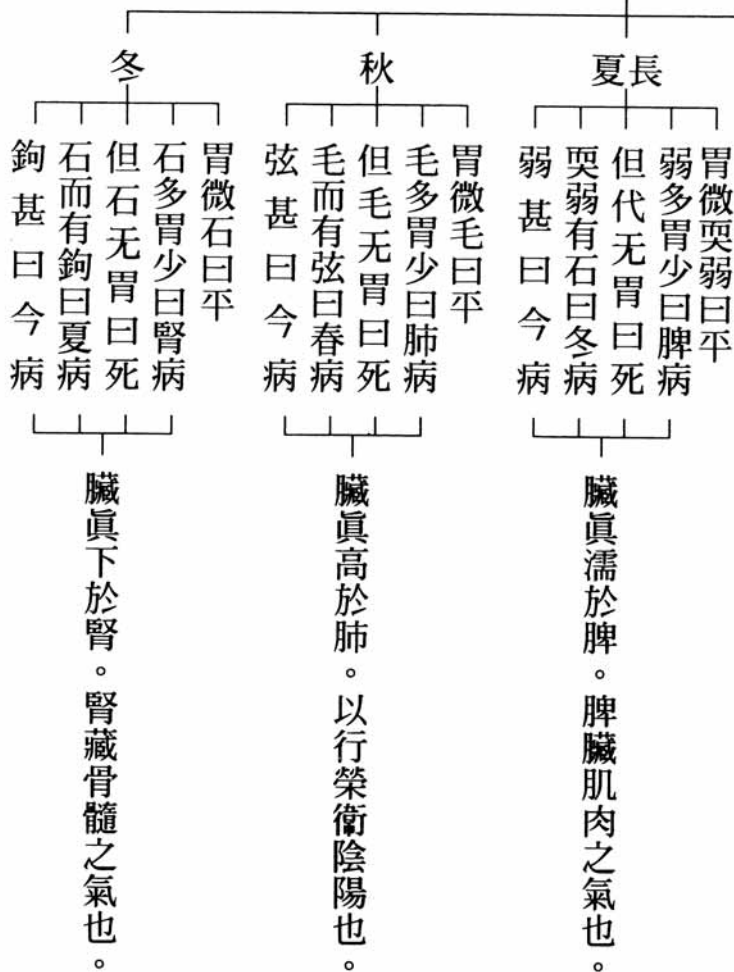 長夏
胃微耎弱曰平
弱多胃少曰脾病
但代无胃曰死
耎弱有石曰冬病
弱甚曰今病
臟眞濡於脾。脾臟肌肉之氣也。
秋
胃微毛曰平
毛多胃少曰肺病
但毛无胃曰死
毛而有弦曰春病
弦甚曰今病
臟眞高於肺。以行榮衛陰陽也。
冬
胃微石曰平
石多胃少曰腎病
但石无胃曰死
石而有鉤曰夏病
鉤甚曰今病
臟眞下於腎。腎藏骨髓之氣也。